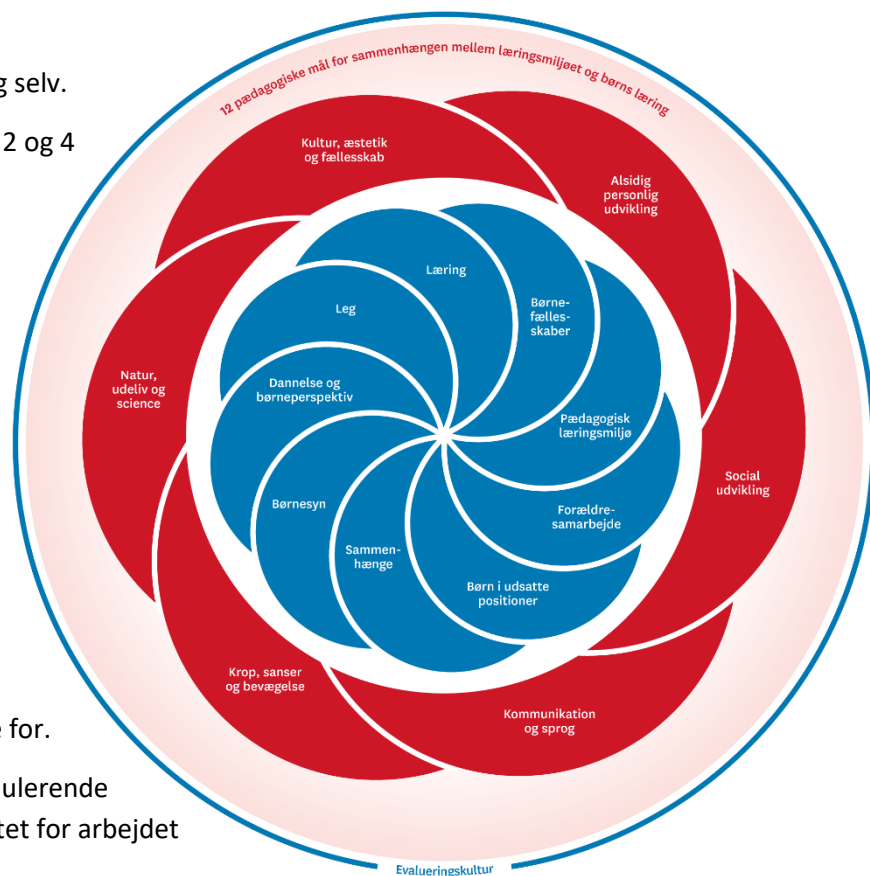 g selv.
2 og 4
12 pædagogiske mål for sammenhængen mellem læringsmiljøet og børns læring
Kultur, æstetik
og fællesskab
Alsidig
personlig
udvikling
Læring
Børne-
fælles-
skaber
Leg
Natur,
udeliv og
science
Dannelse og
børneperspektiv
Pædagogisk
læringsmiljø
Social
udvikling
Børnesyn
Forældre-
samarbejde
Sammen-
hænge
Børn i udsatte
positioner
Krop, sanser
og bevægelse
Kommunikation
og sprog
for.
ulerende
tet for arbejdet
Evalueringskultur